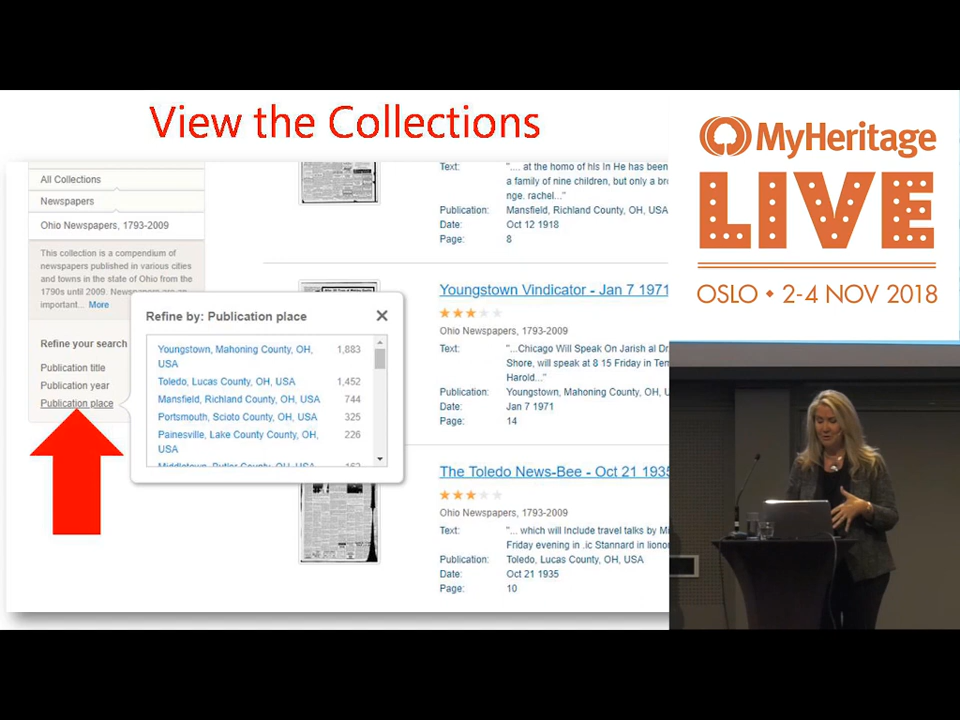 View the Collections
All Collections
Newspapers
Ohio Newspapers, 1793-2009
This collection is a compendium of
newspapers published in various cities
and towns in the state of Ohio from the
1790s until 2009. Newspapers are an
important... More
Refine your search
Publication title
Publication year
Publication place
Refine by: Publication place
Youngstown, Mahoning County, OH, 1,883
USA
Toledo, Lucas County, OH, USA 1,452
Mansfield, Richland County, OH, USA 744
Portsmouth, Scioto County, OH, USA 325
Painesville, Lake County County, OH, 226
USA
Middletown, Butler County, OH, USA
Text: ".... at the homo of his In He has been
a family of nine children, but only a bro
nge. rachel..."
Publication: Mansfield, Richland County, OH, USA
Date: Oct 12 1918
Page: 8
Youngstown Vindicator - Jan 7 1971
Ohio Newspapers, 1793-2009
Text: "...Chicago Will Speak On Jarish al Dr.
Shore, will speak at 8 15 Friday in Tem
Harold..."
Publication: Youngstown, Mahoning County, OH, U
Date: Jan 7 1971
Page: 14
The Toledo News-Bee - Oct 21 1935
Ohio Newspapers, 1793-2009
Text: "... which will Include travel talks by M
Friday evening in .ic Stannard in lionor
Publication: Toledo, Lucas County, OH, USA
Date: Oct 21 1935
Page: 10
MyHeritage
LIVE
OSLO • 2-4 NOV 2018